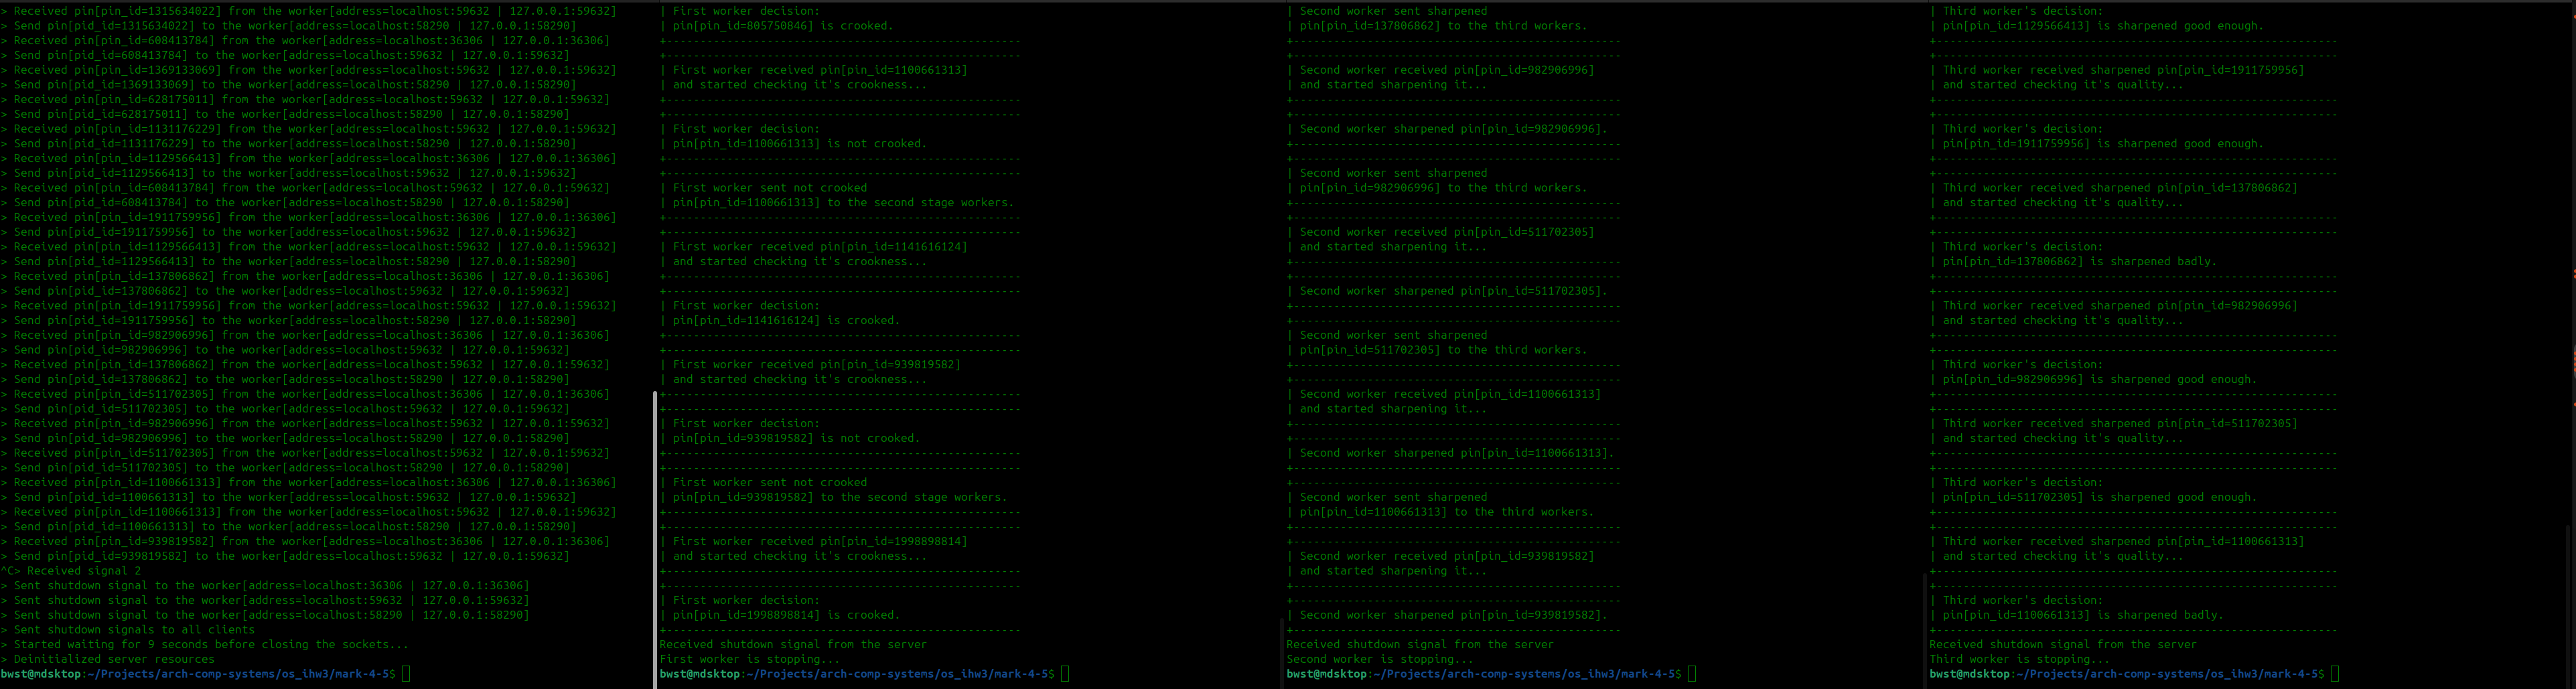 > Received pin[pin_id=1315634022] from the worker[address=localhost:59632 | 127.0.0.1:59632]
> Send pin[pid_id=1315634022] to the worker[address=localhost:58290 | 127.0.0.1:58290]
> Received pin[pin_id=608413784] from the worker[address=localhost:36306 | 127.0.0.1:36306]
> Send pin[pid_id=608413784] to the worker[address=localhost:59632 | 127.0.0.1:59632]
> Received pin[pin_id=1369133069] from the worker[address=localhost:59632 | 127.0.0.1:59632]
> Send pin[pid_id=1369133069] to the worker[address=localhost:58290 | 127.0.0.1:58290]
> Received pin[pin_id=628175011] from the worker[address=localhost:59632 | 127.0.0.1:59632]
> Send pin[pid_id=628175011] to the worker[address=localhost:58290 | 127.0.0.1:58290]
> Received pin[pin_id=1131176229] from the worker[address=localhost:59632 | 127.0.0.1:59632]
> Send pin[pid_id=1131176229] to the worker[address=localhost:58290 | 127.0.0.1:58290]
> Received pin[pin_id=1129566413] from the worker[address=localhost:36306 | 127.0.0.1:36306]
> Send pin[pid_id=1129566413] to the worker[address=localhost:59632 | 127.0.0.1:59632]
> Received pin[pin_id=608413784] from the worker[address=localhost:59632 | 127.0.0.1:59632]
> Send pin[pid_id=608413784] to the worker[address=localhost:58290 | 127.0.0.1:58290]
> Received pin[pin_id=1911759956] from the worker[address=localhost:36306 | 127.0.0.1:36306]
> Send pin[pid_id=1911759956] to the worker[address=localhost:59632 | 127.0.0.1:59632]
> Received pin[pin_id=1129566413] from the worker[address=localhost:59632 | 127.0.0.1:59632]
> Send pin[pid_id=1129566413] to the worker[address=localhost:58290 | 127.0.0.1:58290]
> Received pin[pin_id=137806862] from the worker[address=localhost:36306 | 127.0.0.1:36306]
> Send pin[pid_id=137806862] to the worker[address=localhost:59632 | 127.0.0.1:59632]
> Received pin[pin_id=1911759956] from the worker[address=localhost:59632 | 127.0.0.1:59632]
> Send pin[pid_id=1911759956] to the worker[address=localhost:58290 | 127.0.0.1:58290]
> Received pin[pin_id=982906996] from the worker[address=localhost:36306 | 127.0.0.1:36306]
> Send pin[pid_id=982906996] to the worker[address=localhost:59632 | 127.0.0.1:59632]
> Received pin[pin_id=137806862] from the worker[address=localhost:59632 | 127.0.0.1:59632]
> Send pin[pid_id=137806862] to the worker[address=localhost:58290 | 127.0.0.1:58290]
> Received pin[pin_id=511702305] from the worker[address=localhost:36306 | 127.0.0.1:36306]
> Send pin[pid_id=511702305] to the worker[address=localhost:59632 | 127.0.0.1:59632]
> Received pin[pin_id=982906996] from the worker[address=localhost:59632 | 127.0.0.1:59632]
> Send pin[pid_id=982906996] to the worker[address=localhost:58290 | 127.0.0.1:58290]
> Received pin[pin_id=511702305] from the worker[address=localhost:59632 | 127.0.0.1:59632]
> Send pin[pid_id=511702305] to the worker[address=localhost:58290 | 127.0.0.1:58290]
> Received pin[pin_id=1100661313] from the worker[address=localhost:36306 | 127.0.0.1:36306]
> Send pin[pid_id=1100661313] to the worker[address=localhost:59632 | 127.0.0.1:59632]
> Received pin[pin_id=1100661313] from the worker[address=localhost:59632 | 127.0.0.1:59632]
> Send pin[pid_id=1100661313] to the worker[address=localhost:58290 | 127.0.0.1:58290]
> Received pin[pin_id=939819582] from the worker[address=localhost:36306 | 127.0.0.1:36306]
> Send pin[pid_id=939819582] to the worker[address=localhost:59632 | 127.0.0.1:59632]
^C> Received signal 2
> Sent shutdown signal to the worker[address=localhost:36306 | 127.0.0.1:36306]
> Sent shutdown signal to the worker[address=localhost:59632 | 127.0.0.1:59632]
> Sent shutdown signal to the worker[address=localhost:58290 | 127.0.0.1:58290]
> Sent shutdown signals to all clients
> Started waiting for 9 seconds before closing the sockets...
> Deinitialized server resources
bwst@mdsktop:~/Projects/arch-comp-systems/os_ihw3/mark-4-5$
| First worker decision:
| pin[pin_id=805750846] is crooked.
+------------------------------------------------------
| First worker received pin[pin_id=1100661313]
| and started checking it's crookness...
+------------------------------------------------------
+------------------------------------------------------
| First worker decision:
| pin[pin_id=1100661313] is not crooked.
+------------------------------------------------------
+------------------------------------------------------
| First worker sent not crooked
| pin[pin_id=1100661313] to the second stage workers.
+------------------------------------------------------
+------------------------------------------------------
| First worker received pin[pin_id=1141616124]
| and started checking it's crookness...
+------------------------------------------------------
+------------------------------------------------------
| First worker decision:
| pin[pin_id=1141616124] is crooked.
+------------------------------------------------------
+------------------------------------------------------
| First worker received pin[pin_id=939819582]
| and started checking it's crookness...
+------------------------------------------------------
+------------------------------------------------------
| First worker decision:
| pin[pin_id=939819582] is not crooked.
+------------------------------------------------------
+------------------------------------------------------
| First worker sent not crooked
| pin[pin_id=939819582] to the second stage workers.
+------------------------------------------------------
+------------------------------------------------------
| First worker received pin[pin_id=1998898814]
| and started checking it's crookness...
+------------------------------------------------------
+------------------------------------------------------
| First worker decision:
| pin[pin_id=1998898814] is crooked.
+------------------------------------------------------
Received shutdown signal from the server
First worker is stopping...
bwst@mdsktop:~/Projects/arch-comp-systems/os_ihw3/mark-4-5$
| Second worker sent sharpened
| pin[pin_id=137806862] to the third workers.
+-------------------------------------------------
+-------------------------------------------------
| Second worker received pin[pin_id=982906996]
| and started sharpening it...
+-------------------------------------------------
+-------------------------------------------------
| Second worker sharpened pin[pin_id=982906996].
+-------------------------------------------------
+-------------------------------------------------
| Second worker sent sharpened
| pin[pin_id=982906996] to the third workers.
+-------------------------------------------------
+-------------------------------------------------
| Second worker received pin[pin_id=511702305]
| and started sharpening it...
+-------------------------------------------------
+-------------------------------------------------
| Second worker sharpened pin[pin_id=511702305].
+-------------------------------------------------
+-------------------------------------------------
| Second worker sent sharpened
| pin[pin_id=511702305] to the third workers.
+-------------------------------------------------
+-------------------------------------------------
| Second worker received pin[pin_id=1100661313]
| and started sharpening it...
+-------------------------------------------------
+-------------------------------------------------
| Second worker sharpened pin[pin_id=1100661313].
+-------------------------------------------------
+-------------------------------------------------
| Second worker sent sharpened
| pin[pin_id=1100661313] to the third workers.
+-------------------------------------------------
+-------------------------------------------------
| Second worker received pin[pin_id=939819582]
| and started sharpening it...
+-------------------------------------------------
+-------------------------------------------------
| Second worker sharpened pin[pin_id=939819582].
+-------------------------------------------------
Received shutdown signal from the server
Second worker is stopping...
bwst@mdsktop:~/Projects/arch-comp-systems/os_ihw3/mark-4-5$
| Third worker's decision:
| pin[pin_id=1129566413] is sharpened good enough.
+-------------------------------------------------------------
+-------------------------------------------------------------
| Third worker received sharpened pin[pin_id=1911759956]
| and started checking it's quality...
+-------------------------------------------------------------
+-------------------------------------------------------------
| Third worker's decision:
| pin[pin_id=1911759956] is sharpened good enough.
+-------------------------------------------------------------
+-------------------------------------------------------------
| Third worker received sharpened pin[pin_id=137806862]
| and started checking it's quality...
+-------------------------------------------------------------
+-------------------------------------------------------------
| Third worker's decision:
| pin[pin_id=137806862] is sharpened badly.
+-------------------------------------------------------------
+-------------------------------------------------------------
| Third worker received sharpened pin[pin_id=982906996]
| and started checking it's quality...
+-------------------------------------------------------------
+-------------------------------------------------------------
| Third worker's decision:
| pin[pin_id=982906996] is sharpened good enough.
+-------------------------------------------------------------
+-------------------------------------------------------------
| Third worker received sharpened pin[pin_id=511702305]
| and started checking it's quality...
+-------------------------------------------------------------
+-------------------------------------------------------------
| Third worker's decision:
| pin[pin_id=511702305] is sharpened good enough.
+-------------------------------------------------------------
+-------------------------------------------------------------
| Third worker received sharpened pin[pin_id=1100661313]
| and started checking it's quality...
+-------------------------------------------------------------
+-------------------------------------------------------------
| Third worker's decision:
| pin[pin_id=1100661313] is sharpened badly.
+-------------------------------------------------------------
Received shutdown signal from the server
Third worker is stopping...
bwst@mdsktop:~/Projects/arch-comp-systems/os_ihw3/mark-4-5$